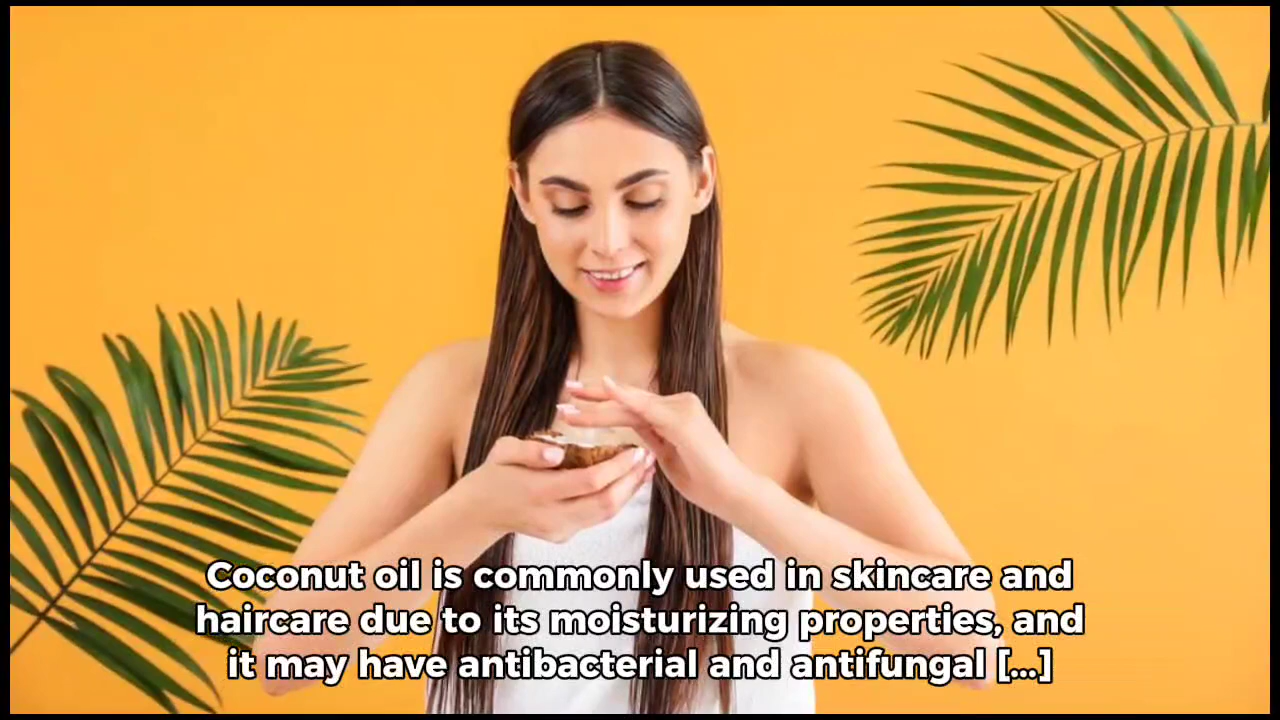 Coconut oil is commonly used in skincare and
haircare due to its moisturizing properties, and
it may have antibacterial and antifungal [...]